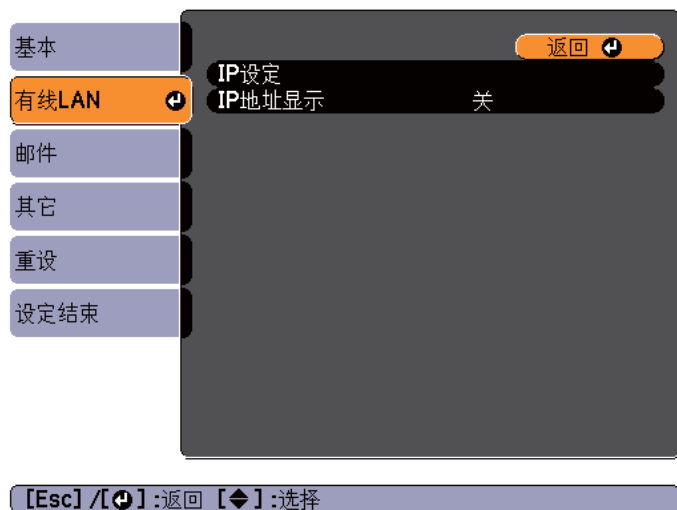 基本
有线LAN
邮件
其它
重设
设定结束
返回
IP设定
IP地址显示 关
[Esc] /[ ] :返回 [ ] :选择